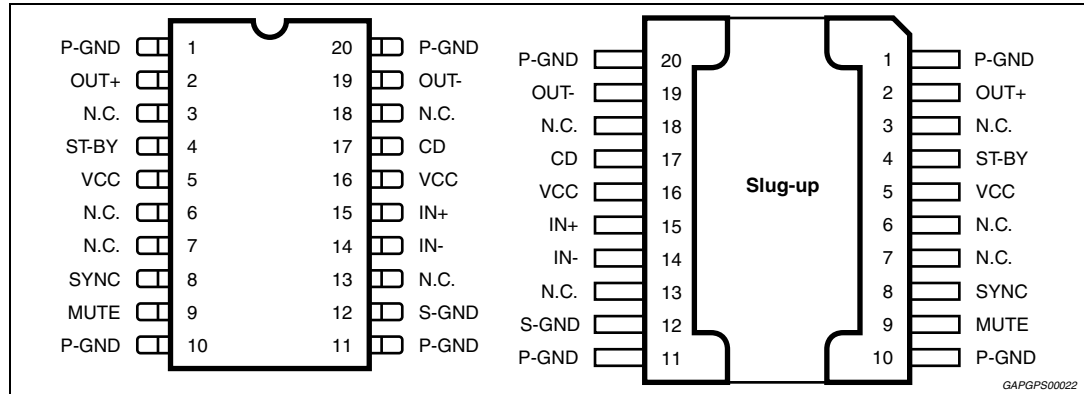 P-GND 1 20 P-GND
OUT+ 2 19 OUT-
N.C. 3 18 N.C.
ST-BY 4 17 CD
VCC 5 16 VCC
N.C. 6 15 IN+
N.C. 7 14 IN-
SYNC 8 13 N.C.
MUTE 9 12 S-GND
P-GND 10 11 P-GND
P-GND 20 1 P-GND
OUT- 19 2 OUT+
N.C. 18 3 N.C.
CD 17 4 ST-BY
VCC 16 Slug-up 5 VCC
IN+ 15 6 N.C.
IN- 14 7 N.C.
N.C. 13 8 SYNC
S-GND 12 9 MUTE
P-GND 11 10 P-GND
GAPGPS00022